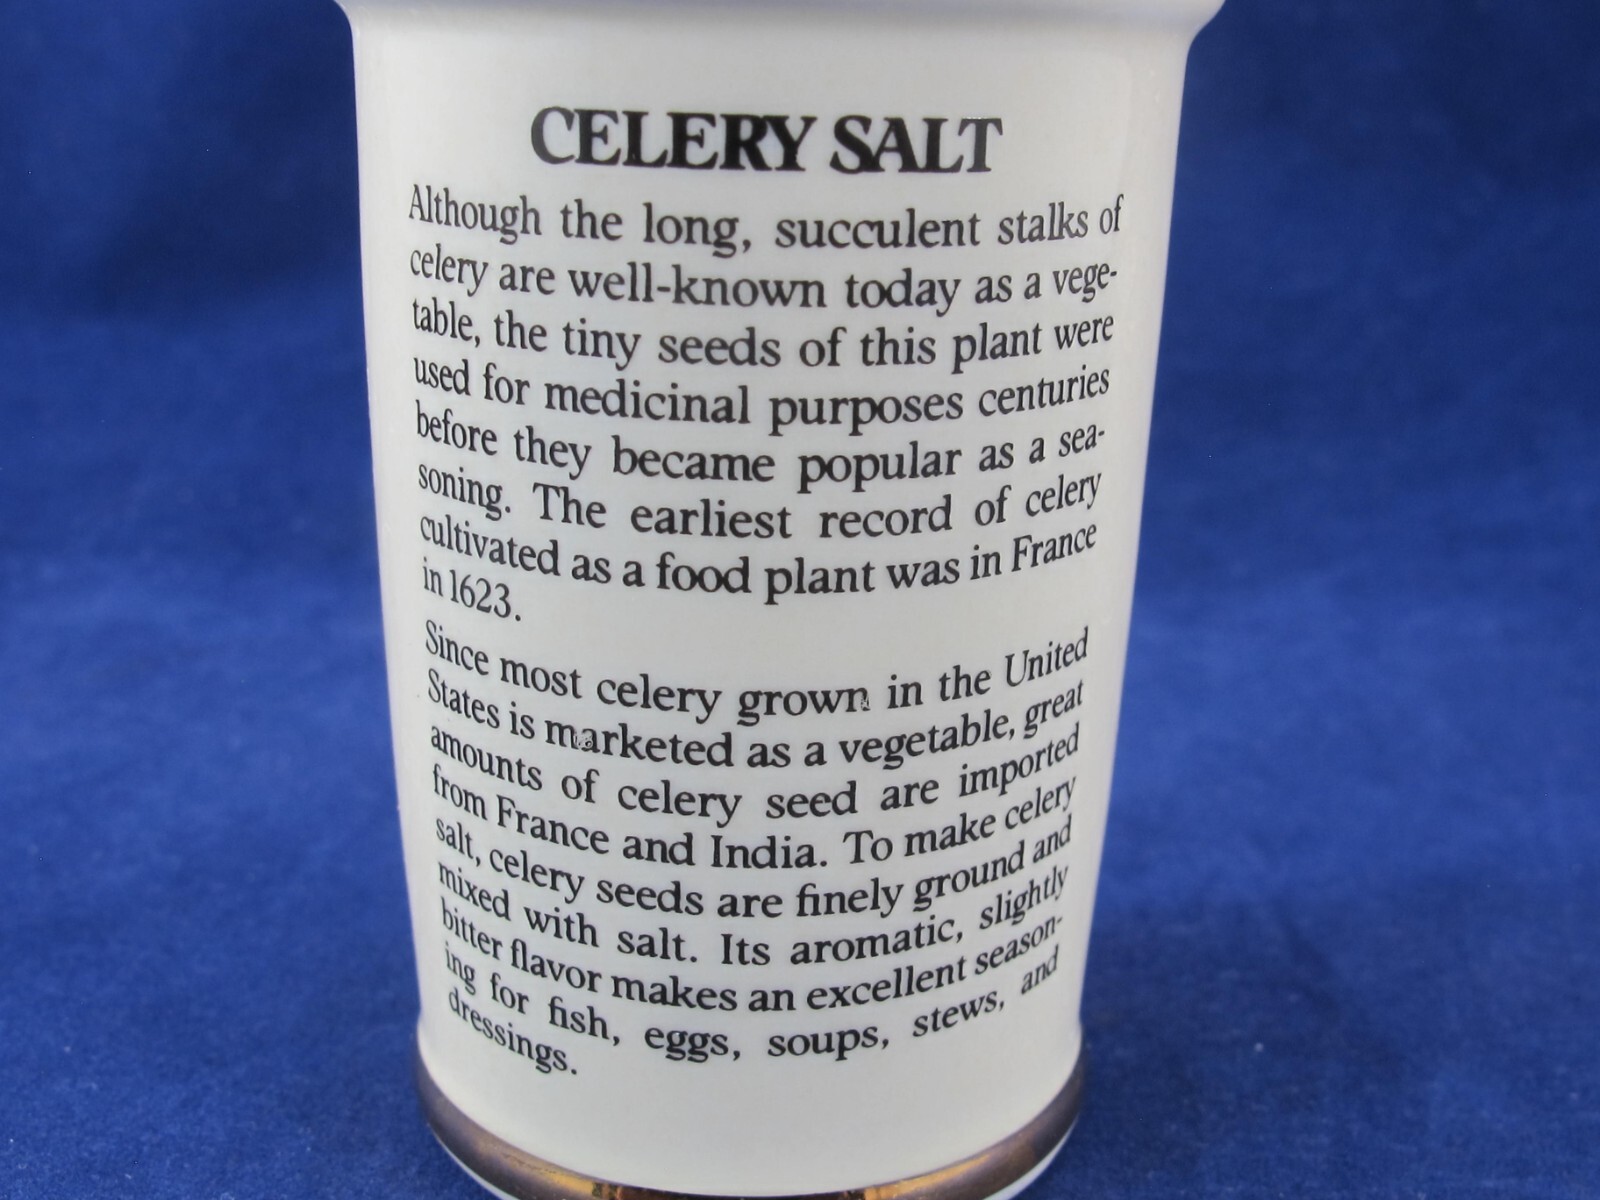 CELERY SALT
Although the long, succulent stalks of
celery are well-known today as a vege-
table, the tiny seeds of this plant were
used for medicinal purposes centuries
before they became popular as a sea-
soning. The earliest record of celery
cultivated as a food plant was in France
in 1623.
Since most celery grown in the United
States is marketed as a vegetable, great
amounts of celery seed are imported
from France and India. To make celery
salt, celery seeds are finely ground and
mixed with salt. Its aromatic, slightly
bitter flavor makes an excellent season-
ing for fish, eggs, soups, stews, and
dressings.